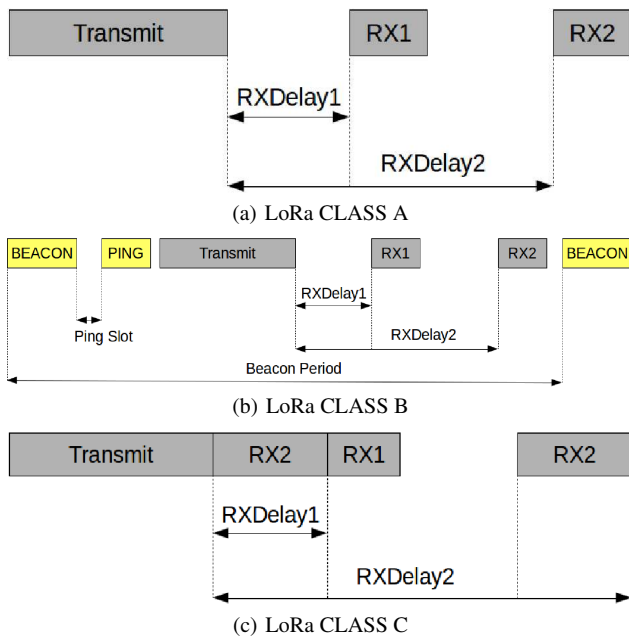 Transmit RX1 RX2
RXDelay1
RXDelay2
(a) LoRa CLASS A
BEACON PING Transmit RX1 RX2 BEACON
RXDelay1
Ping Slot RXDelay2
Beacon Period
(b) LoRa CLASS B
Transmit RX2 RX1 RX2
RXDelay1
RXDelay2
(c) LoRa CLASS C